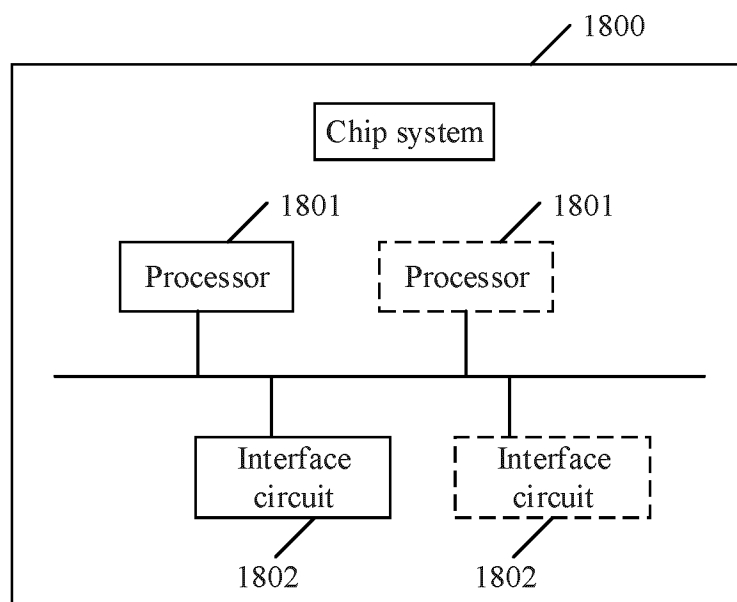 1800
Chip system
1801
1801
Processor
Processor
Interface
circuit
Interface
circuit
1802
1802